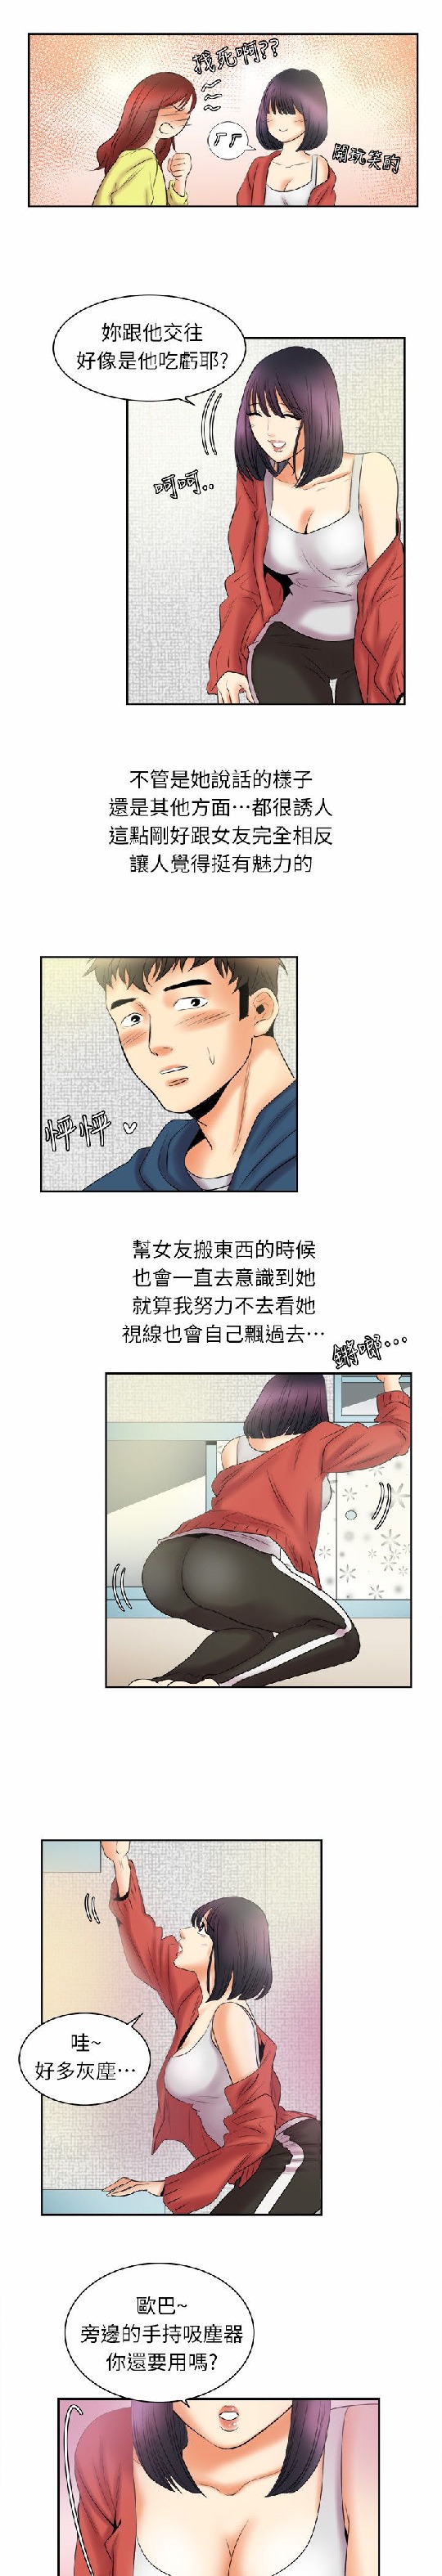 找死啊??
ㄏㄏ
開玩笑的
妳跟他交往
好像是他吃虧耶?
呵呵..
不管是她說話的樣子
還是其他方面…都很誘人
這點剛好跟女友完全相反
讓人覺得挺有魅力的
怦怦
幫女友搬東西的時候
也會一直去意識到她
就算我努力不去看她
視線也會自己飄過去…
鏘啷…
哇~
好多灰塵…
歐巴~
旁邊的手持吸塵器
你還要用嗎?